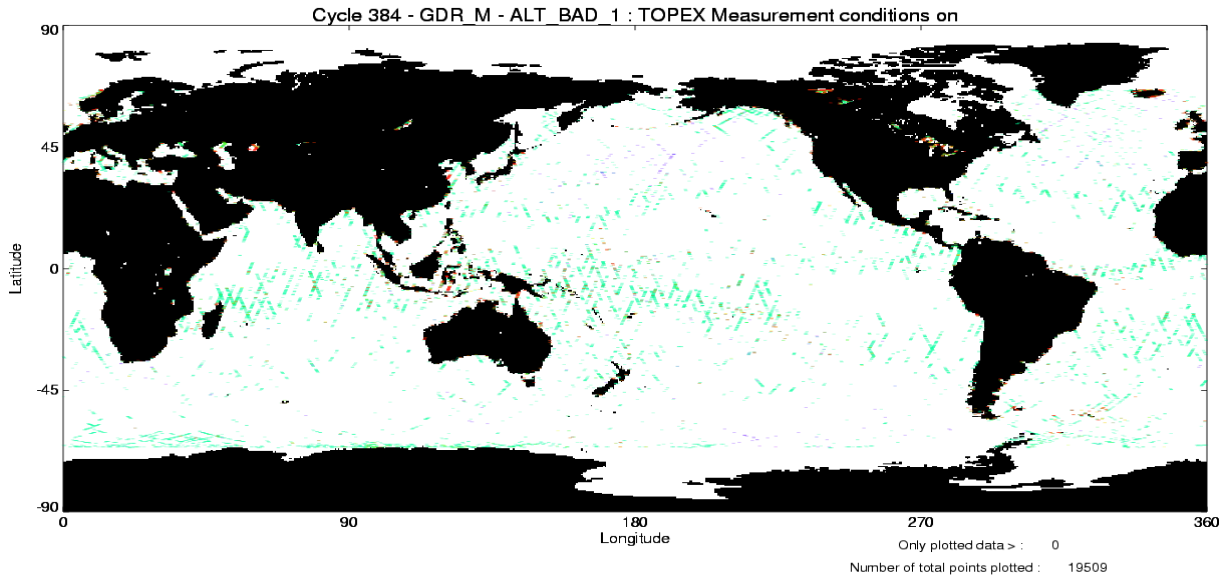 Cycle 384 - GDR_M - ALT_BAD_1 : TOPEX Measurement conditions on
90
45
0
-45
-90
Latitude
0 90 180 270 360
Longitude
Only plotted data > : 0
Number of total points plotted : 19509